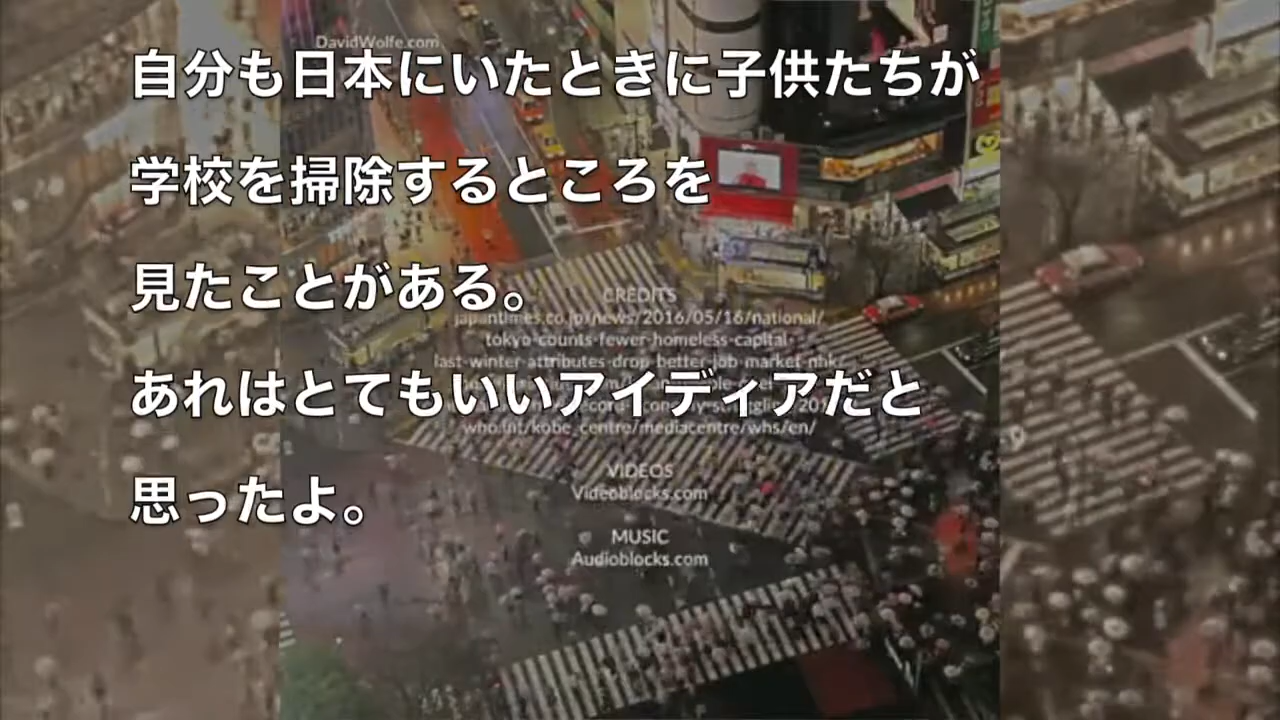 DavidWolfe.com
自分も日本にいたときに子供たちが
学校を掃除するところを
見たことがある。
CREDITS
japantimes.co.jp/news/2016/05/16/national/
tokyo-counts-fewer-homeless-capital-
last-winter-attributes-drop-better-job-market-nhk/
あれはとてもいいアイディアだと
who.int/kobe_centre/mediacentre/whs/en/
VIDEOS
Videoblocks.com
思ったよ。
MUSIC
Audioblocks.com